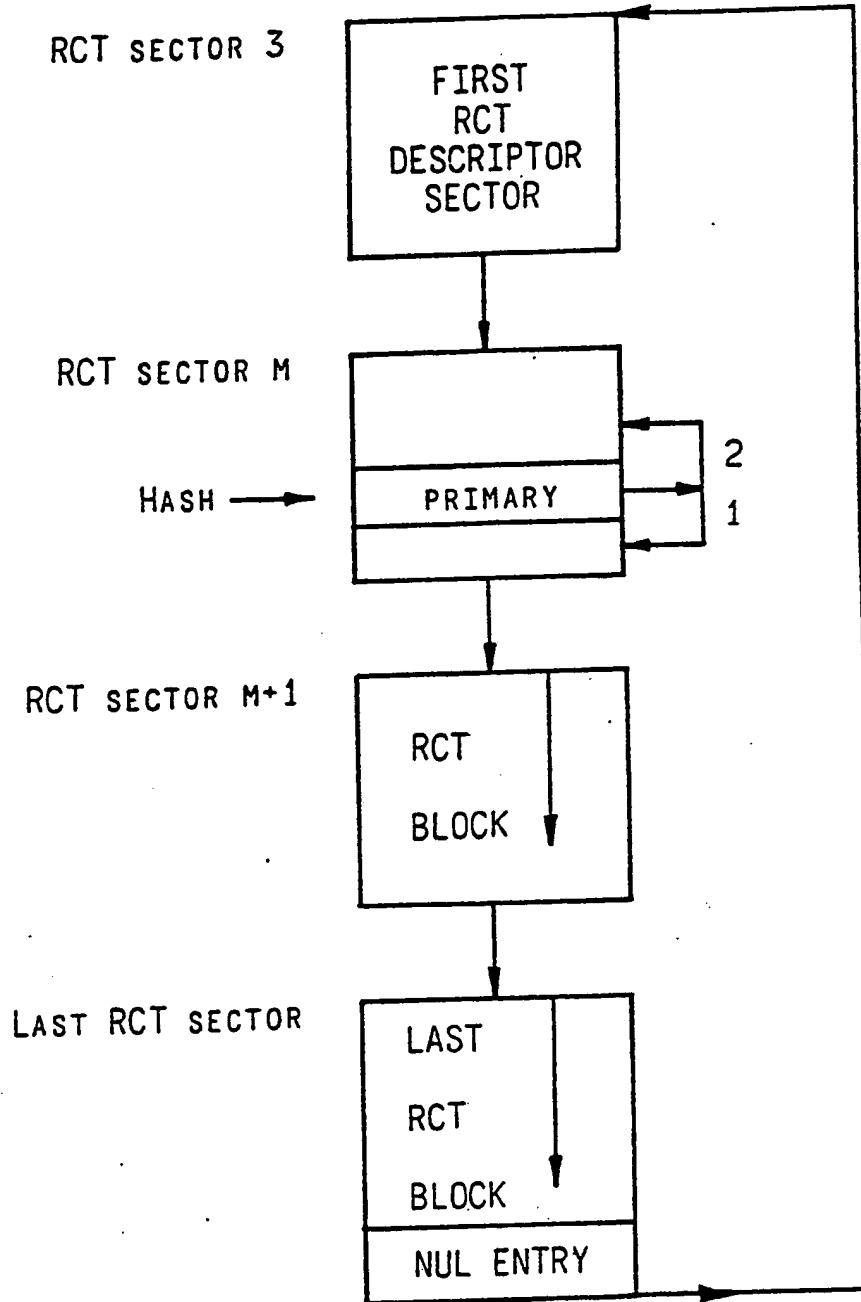 RCT SECTOR 3
FIRST
RCT
DESCRIPTOR
SECTOR
RCT SECTOR M
2
HASH
PRIMARY
1
RCT SECTOR M+1
RCT
BLOCK
LAST RCT SECTOR
LAST
RCT
BLOCK
NUL ENTRY